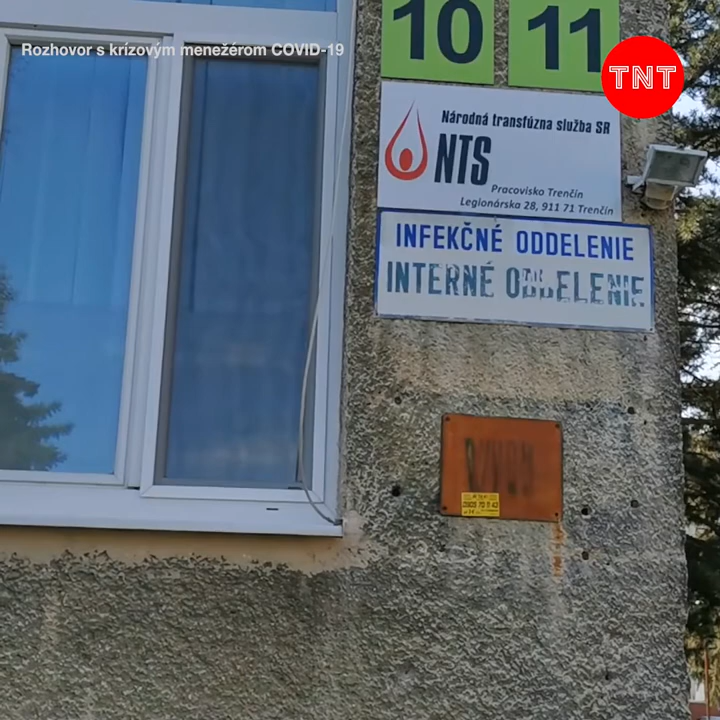 Rozhovor s krízovým menežérom COVID-19
10 11
TNT
Národná transfúzna služba SR
NTS
Pracovisko Trenčín
Legionárska 28, 911 71 Trenčín
INFEKČNÉ ODDELENIE
INTERNÉ ODDELENIE